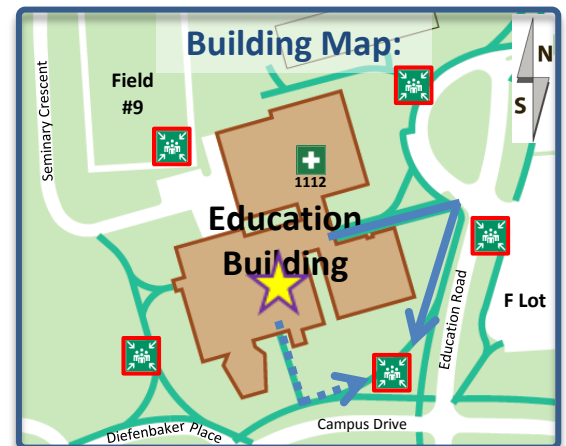 Building Map:
N
S
Field
#9
Seminary Crescent
1112
Education
Building
F Lot
Education Road
Campus Drive
Diefenbaker Place